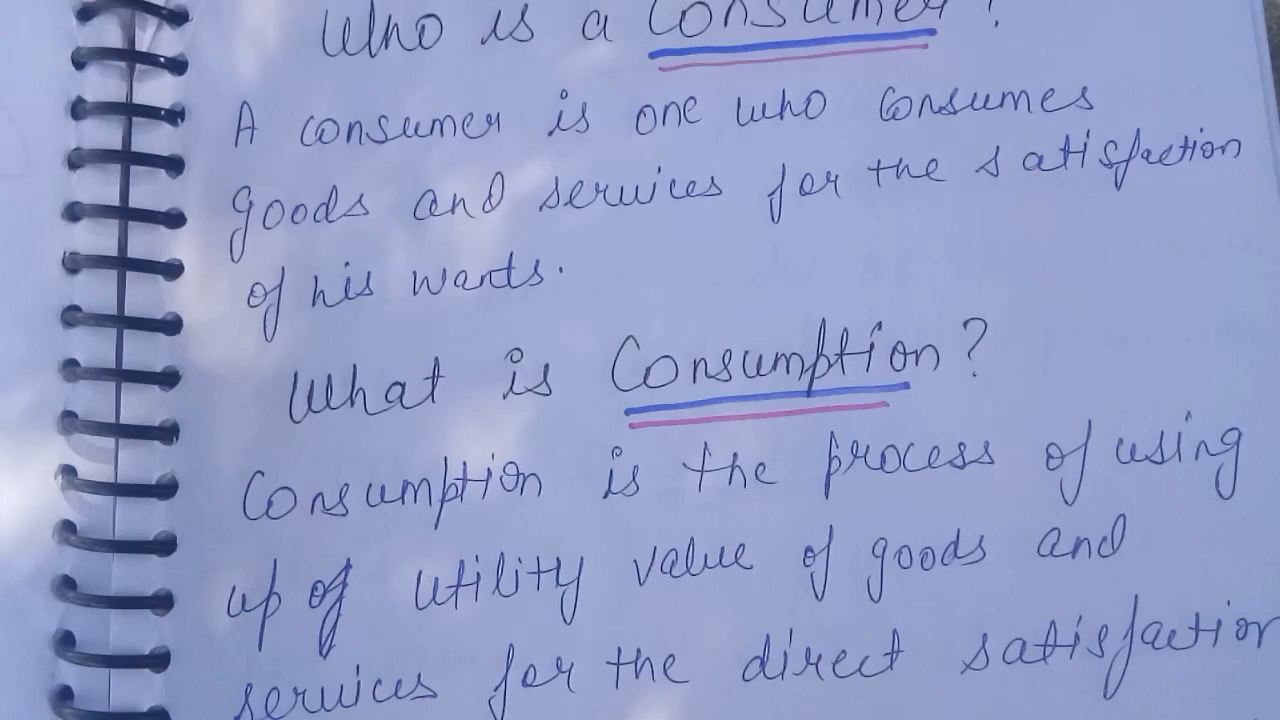 Who is a Consumer?
A consumer is one who consumes
goods and services for the satisfaction
of his wants.
What is Consumption?
Consumption is the process of using
up of utility value of goods and
services for the direct satisfaction